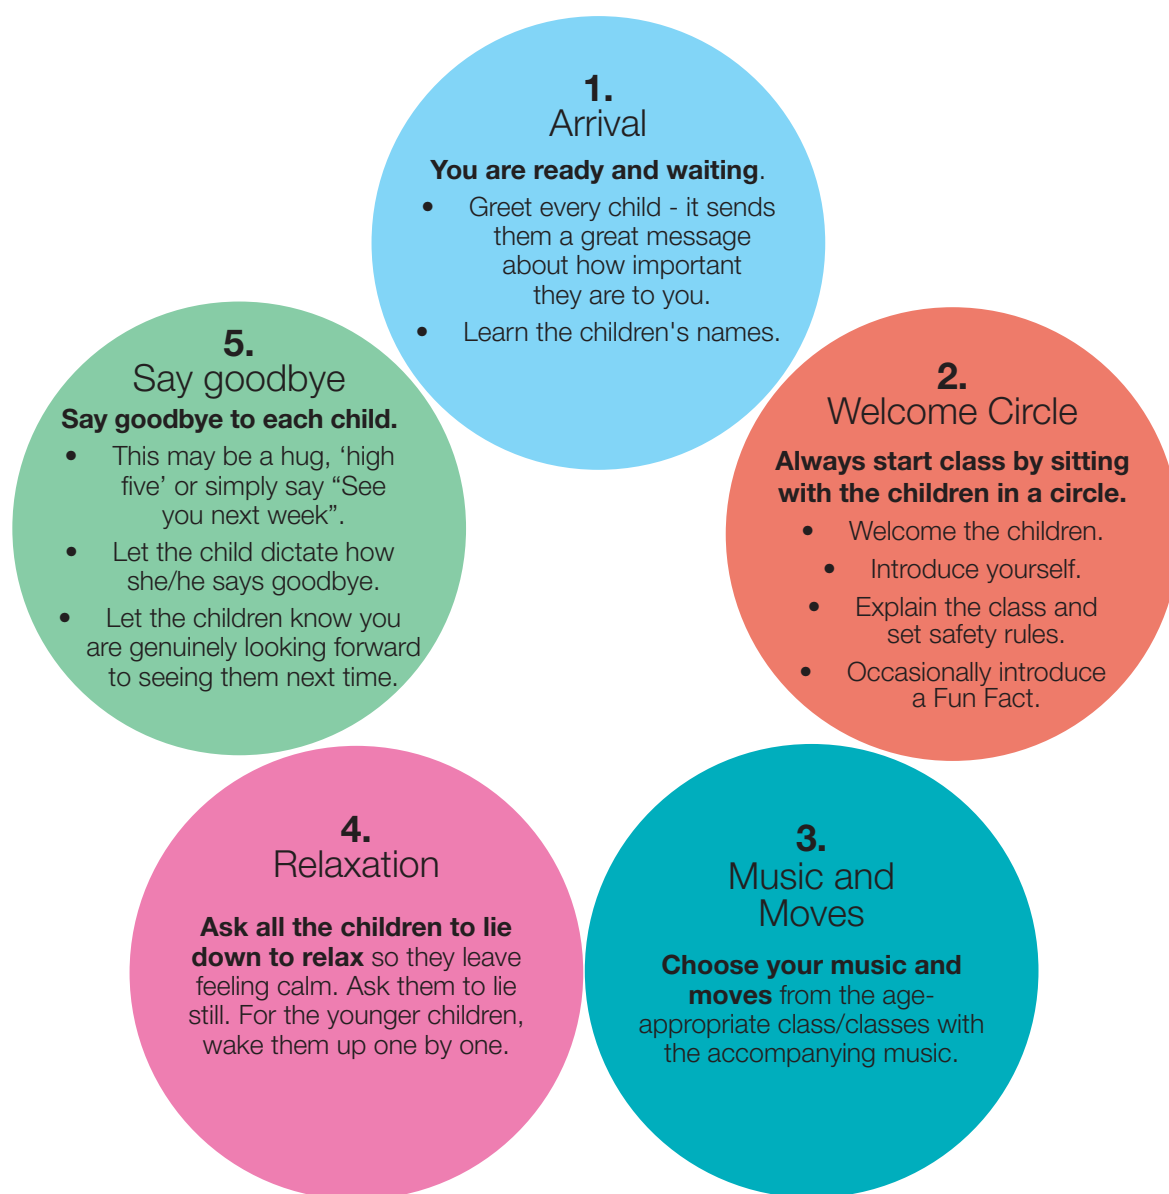 1.
Arrival
You are ready and waiting.
• Greet every child - it sends
them a great message
about how important
they are to you.
• Learn the children's names.
2.
Welcome Circle
Always start class by sitting
with the children in a circle.
• Welcome the children.
• Introduce yourself.
• Explain the class and
set safety rules.
• Occasionally introduce
a Fun Fact.
3.
Music and
Moves
Choose your music and
moves from the age-
appropriate class/classes with
the accompanying music.
4.
Relaxation
Ask all the children to lie
down to relax so they leave
feeling calm. Ask them to lie
still. For the younger children,
wake them up one by one.
5.
Say goodbye
Say goodbye to each child.
• This may be a hug, ‘high
five’ or simply say “See
you next week”.
• Let the child dictate how
she/he says goodbye.
• Let the children know you
are genuinely looking forward
to seeing them next time.